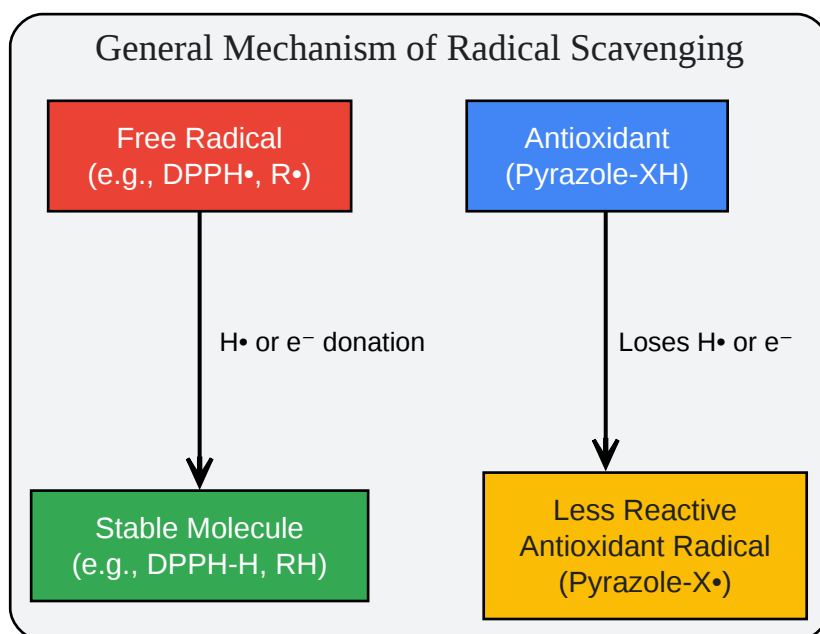 General Mechanism of Radical Scavenging
Free Radical
(e.g., DPPH•, R•)
Antioxidant
(Pyrazole-XH)
H• or e⁻ donation
Loses H• or e⁻
Stable Molecule
(e.g., DPPH-H, RH)
Less Reactive
Antioxidant Radical
(Pyrazole-X•)